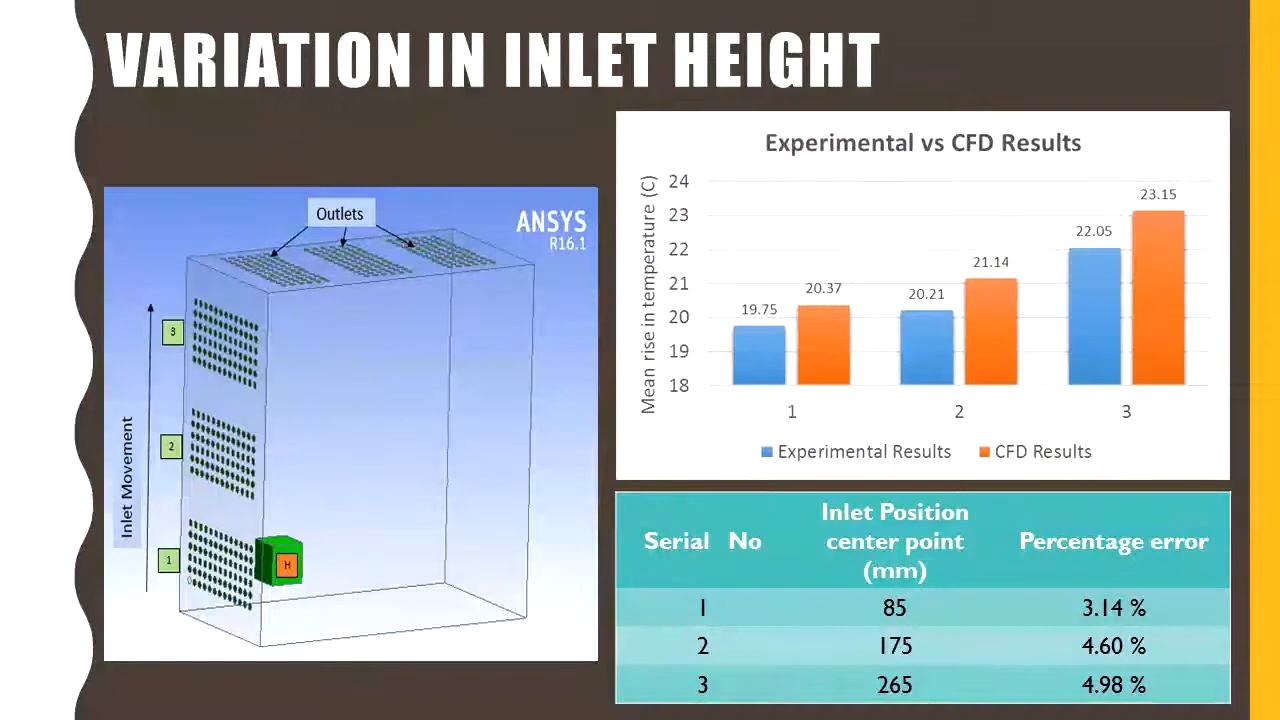 VARIATION IN INLET HEIGHT
Outlets
ANSYS
R16.1
3
2
1
Inlet Movement
H
Experimental vs CFD Results
Mean rise in temperature (C)
24
23
22
21
20
19
18
19.75
20.37
20.21
21.14
22.05
23.15
1 2 3
Experimental Results CFD Results
Serial No Inlet Position center point (mm) Percentage error
1 85 3.14 %
2 175 4.60 %
3 265 4.98 %